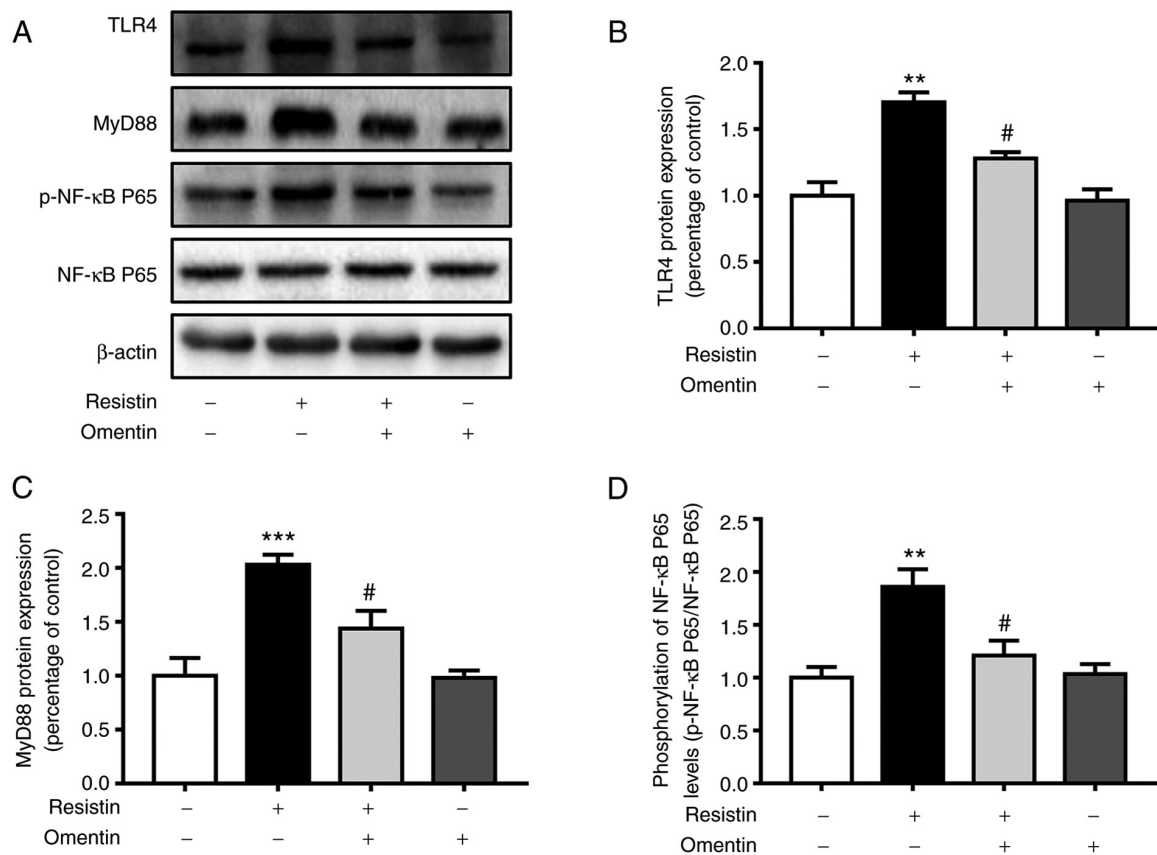 A
TLR4
MyD88
p-NF-κB P65
NF-κB P65
β-actin
Resistin – + + –
Omentin – – + +
B
TLR4 protein expression
(percentage of control)
2.0
1.5
1.0
0.5
0.0
**
#
Resistin – + + –
Omentin – – + +
C
MyD88 protein expression
(percentage of control)
2.5
2.0
1.5
1.0
0.5
0.0
***
#
Resistin – + + –
Omentin – – + +
D
Phosphorylation of NF-κB P65
levels (p-NF-κB P65/NF-κB P65)
2.5
2.0
1.5
1.0
0.5
0.0
**
#
Resistin – + + –
Omentin – – + +